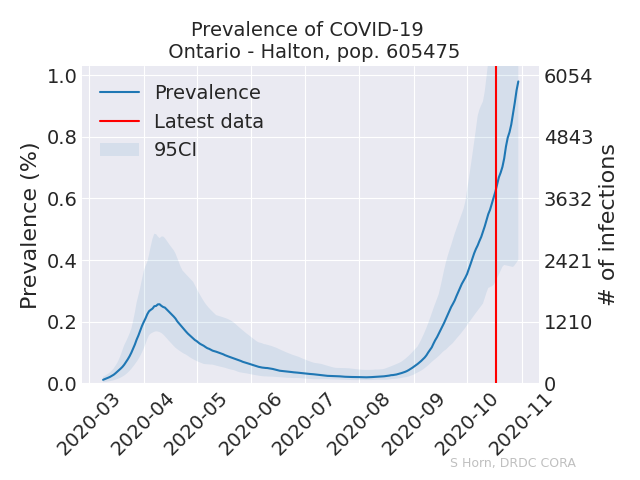 Prevalence of COVID-19
Ontario - Halton, pop. 605475
Prevalence
Latest data
95CI
Prevalence (%)
1.0
0.8
0.6
0.4
0.2
0.0
6054
4843
3632
2421
1210
0
# of infections
2020-03
2020-04
2020-05
2020-06
2020-07
2020-08
2020-09
2020-10
2020-11
S Horn, DRDC CORA